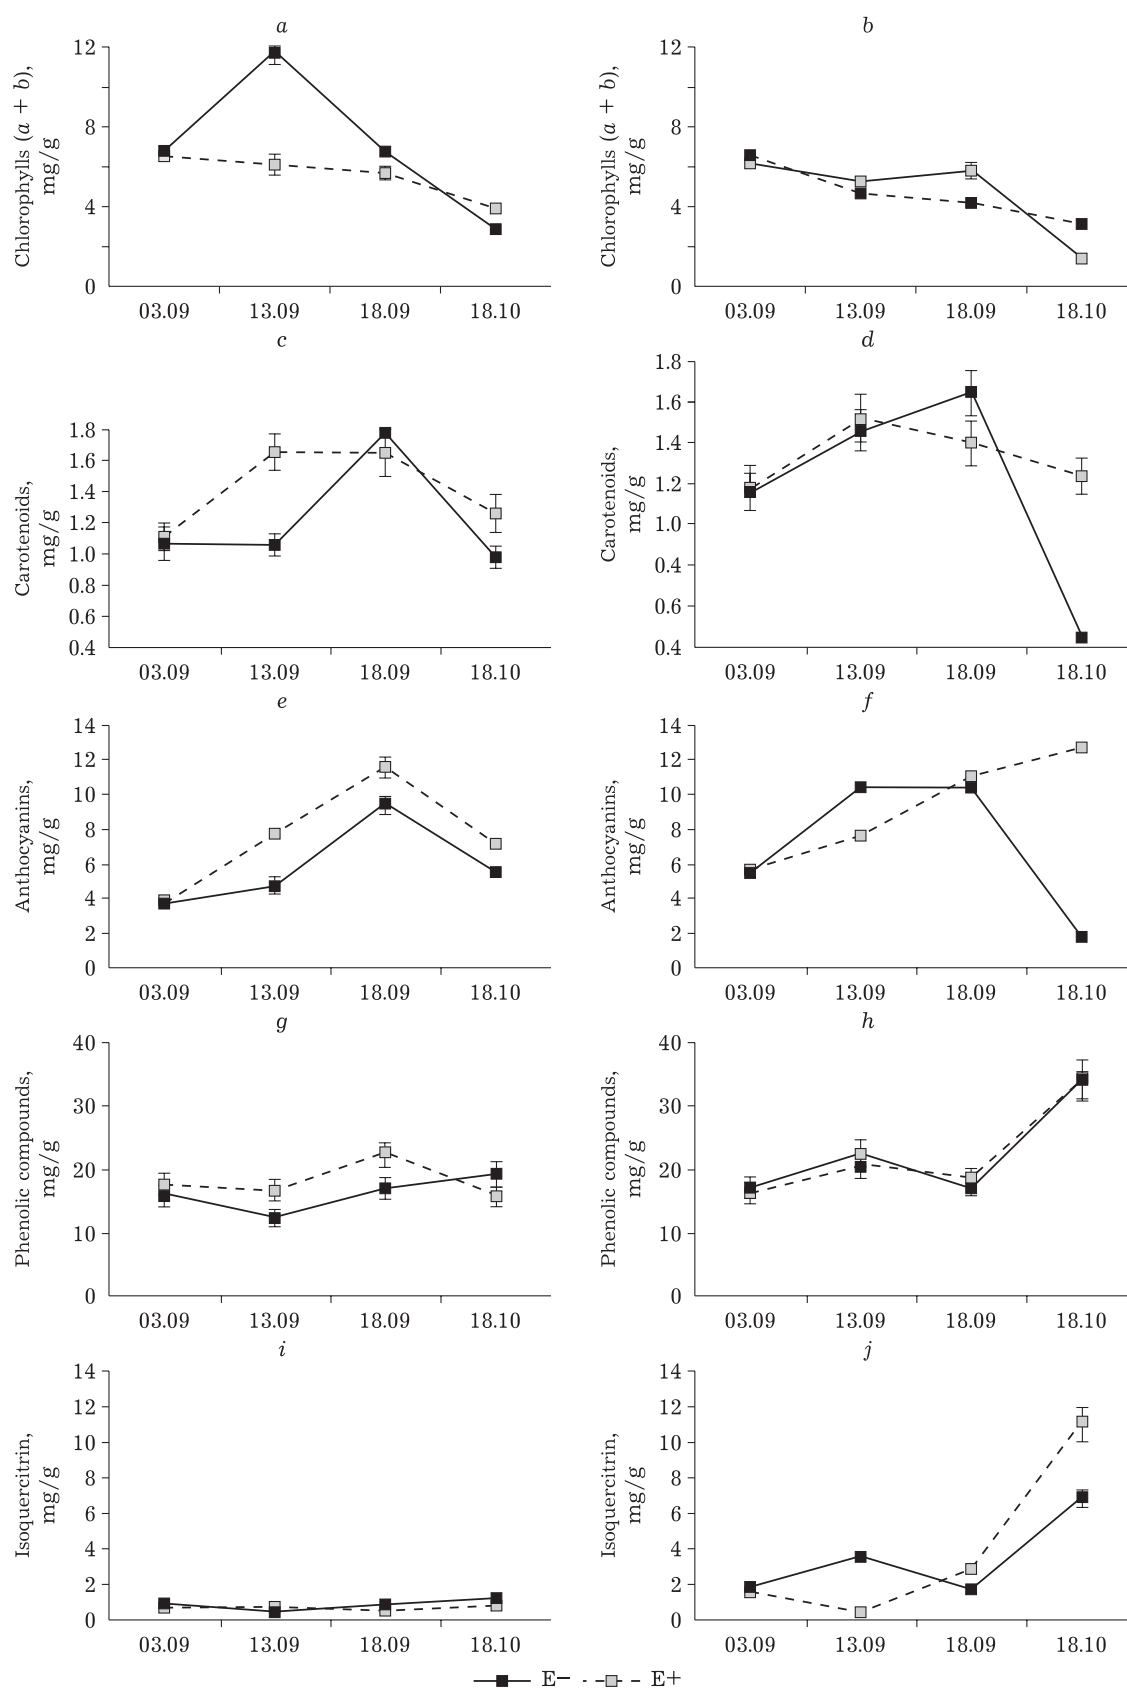 a
Chlorophylls (a + b),
mg/g
12
8
4
0
03.09 13.09 18.09 18.10
b
Chlorophylls (a + b),
mg/g
12
8
4
0
03.09 13.09 18.09 18.10
c
Carotenoids,
mg/g
1.8
1.6
1.4
1.2
1.0
0.8
0.6
0.4
03.09 13.09 18.09 18.10
d
Carotenoids,
mg/g
1.8
1.6
1.4
1.2
1.0
0.4
0.6
0.4
03.09 13.09 18.09 18.10
e
Anthocyanins,
mg/g
14
12
10
8
6
4
2
0
03.09 13.09 18.09 18.10
f
Anthocyanins,
mg/g
14
12
10
8
6
4
2
0
03.09 13.09 18.09 18.10
g
Phenolic compounds,
mg/g
40
30
20
10
0
03.09 13.09 18.09 18.10
h
Phenolic compounds,
mg/g
40
30
20
10
0
03.09 13.09 18.09 18.10
i
Isoquercitrin,
mg/g
14
12
10
8
6
4
2
0
03.09 13.09 18.09 18.10
j
Isoquercitrin,
mg/g
14
12
10
8
6
4
2
0
03.09 13.09 18.09 18.10
E− E+